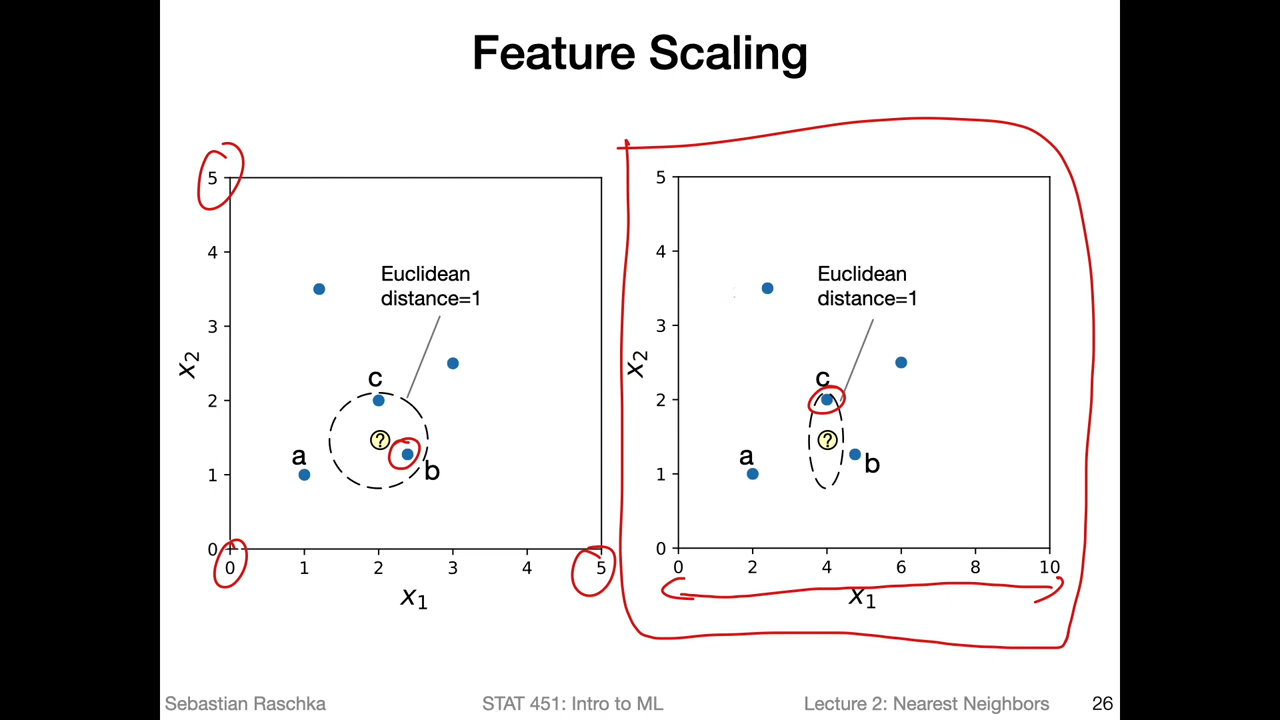 Feature Scaling
5
4
3
2
1
0
x2
0 1 2 3 4 5
x1
Euclidean
distance=1
c
?
a
b
5
4
3
2
1
0
x2
0 2 4 6 8 10
x1
Euclidean
distance=1
c
?
a
b
Sebastian Raschka
STAT 451: Intro to ML
Lecture 2: Nearest Neighbors
26